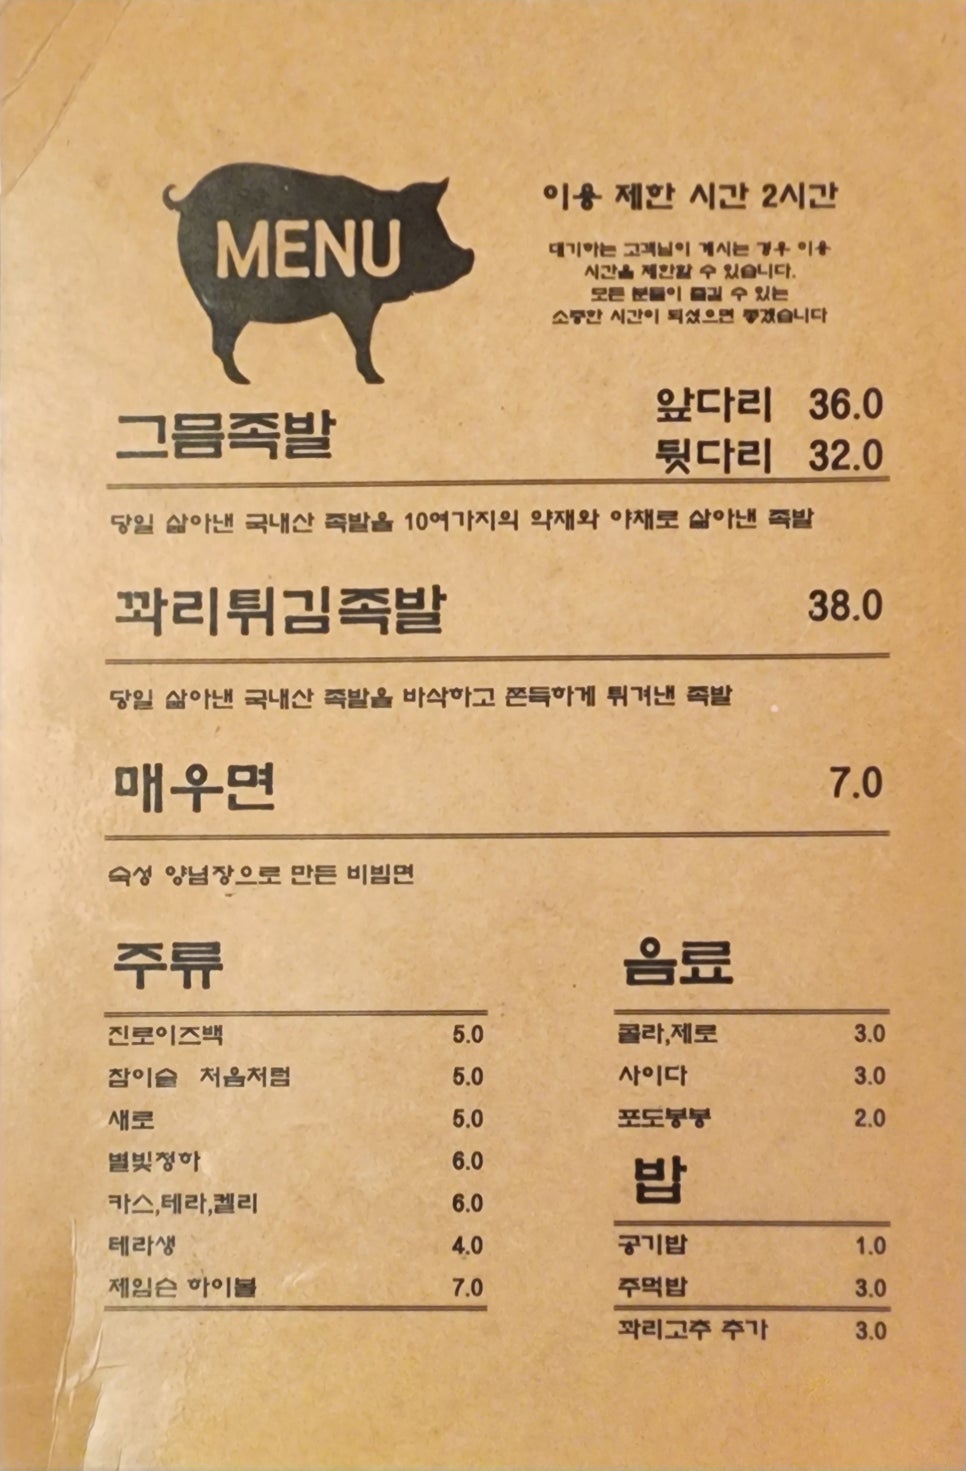 MENU
이용 제한 시간 2시간
대기하는 고객님이 계시는 경우 이용
시간을 제한할 수 있습니다.
모든 분들이 즐길 수 있는
소중한 시간이 되셨으면 좋겠습니다
그믐족발
앞다리 36.0
뒷다리 32.0
당일 삶아낸 국내산 족발을 10여가지의 약재와 야채로 삶아낸 족발
꽈리튀김족발 38.0
당일 삶아낸 국내산 족발을 바삭하고 쫀득하게 튀겨낸 족발
매우면 7.0
숙성 양념장으로 만든 비빔면
주류
진로이즈백 5.0
참이슬 처음처럼 5.0
새로 5.0
별빛청하 6.0
카스,테라,켈리 6.0
테라생 4.0
제임슨 하이볼 7.0
음료
콜라,제로 3.0
사이다 3.0
포도봉봉 2.0
밥
공기밥 1.0
주먹밥 3.0
꽈리고추 추가 3.0